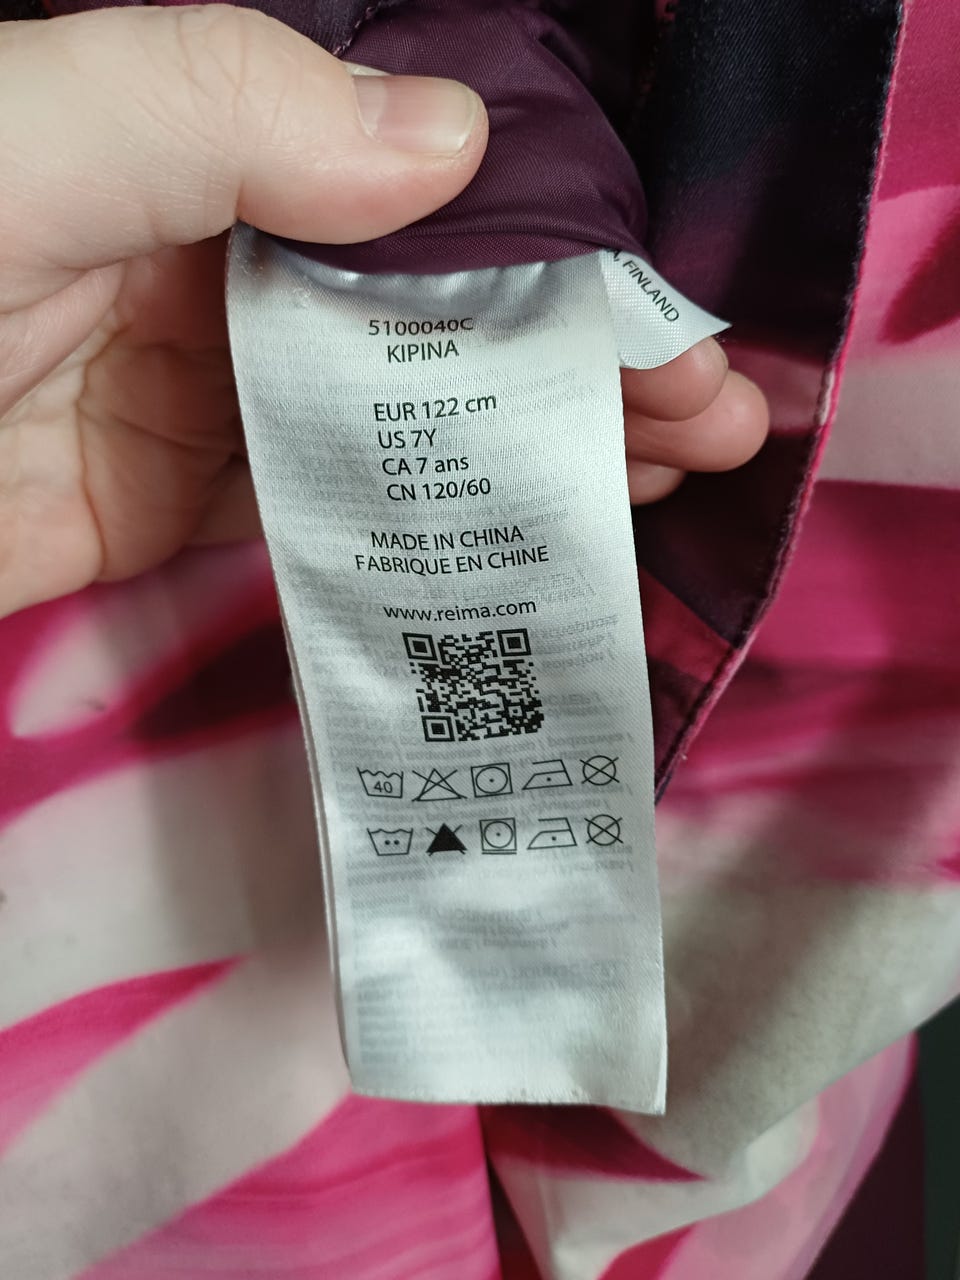 , FINLAND
5100040C
KIPINA
EUR 122 cm
US 7Y
CA 7 ans
CN 120/60
MADE IN CHINA
FABRIQUE EN CHINE
www.reima.com
40